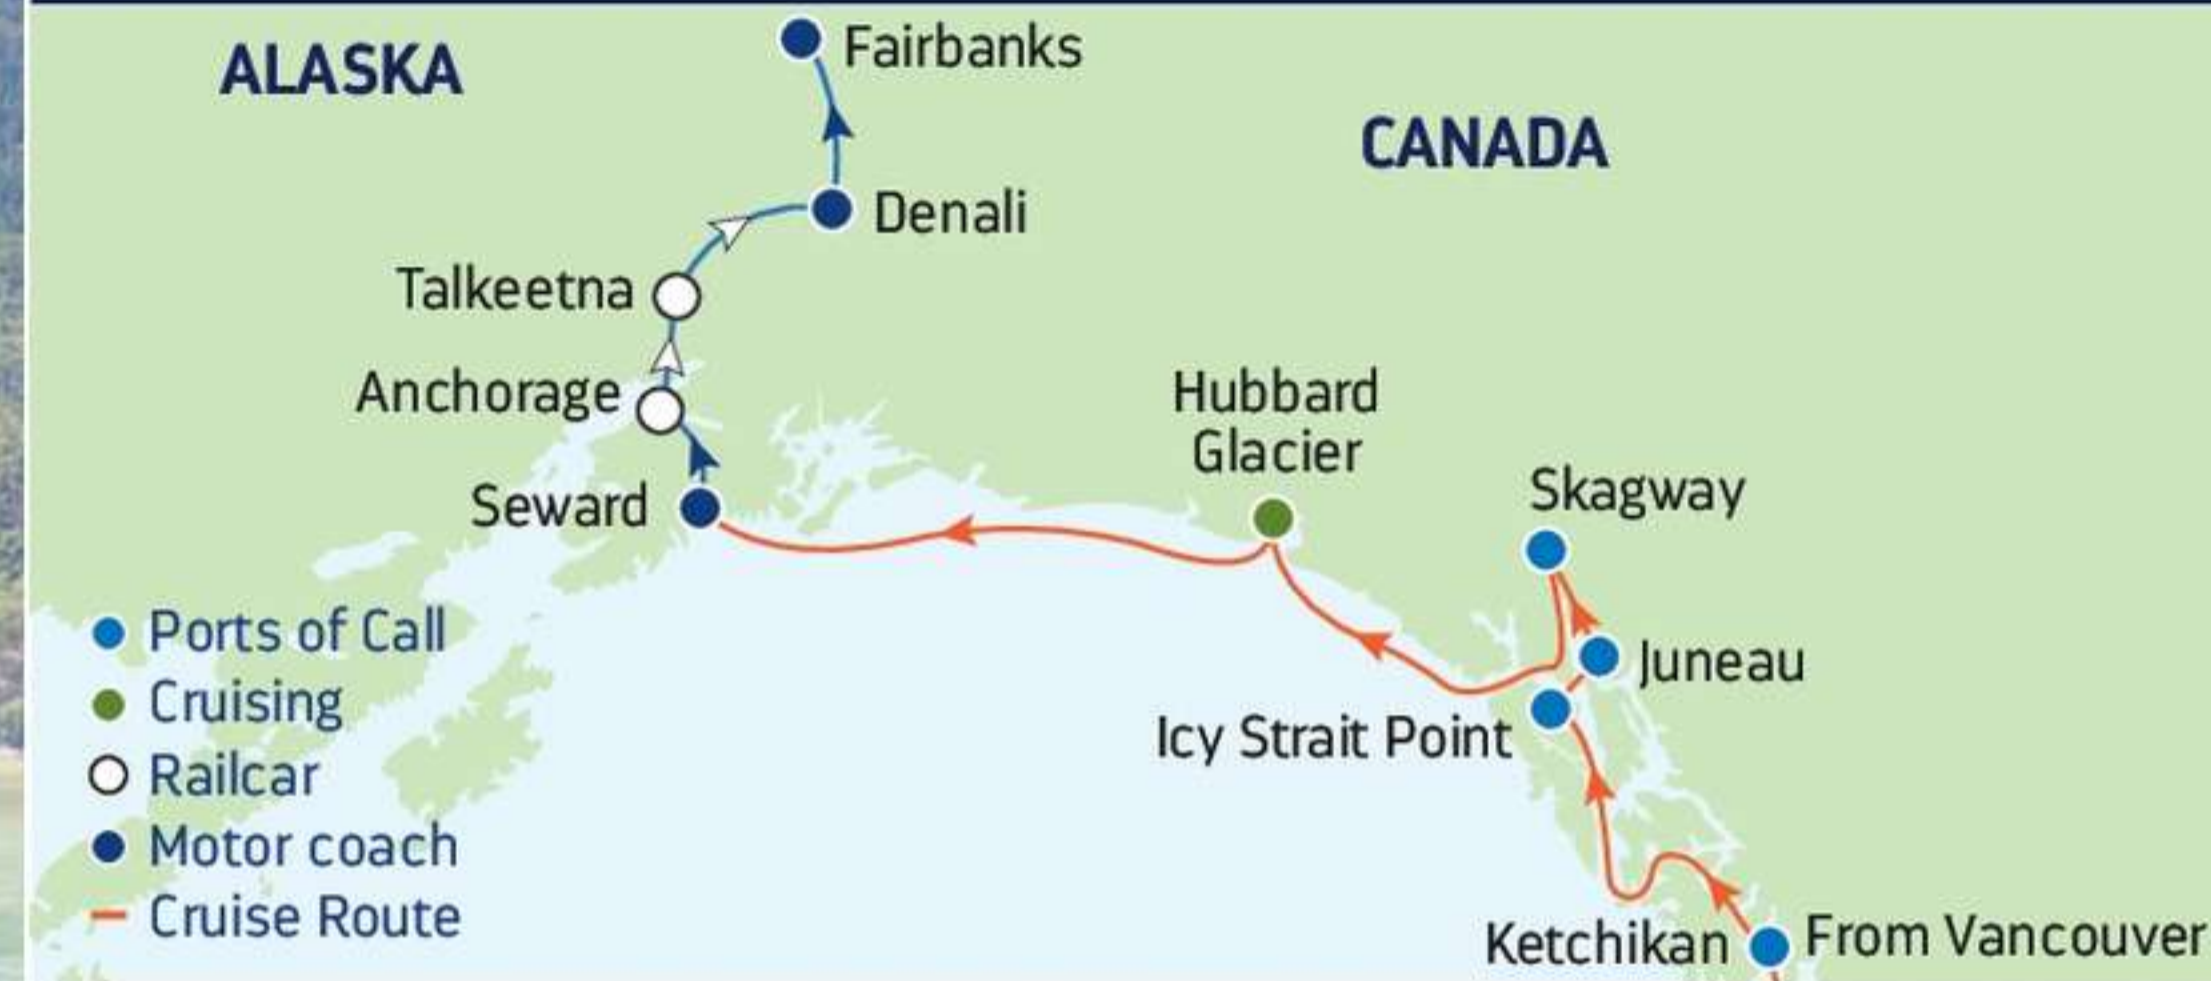 ALASKA
Fairbanks
CANADA
Denali
Talkeetna
Anchorage
Hubbard
Glacier
Skagway
Seward
Ports of Call
Juneau
Cruising
Icy Strait Point
Railcar
Motor coach
Cruise Route
Ketchikan
From Vancouver